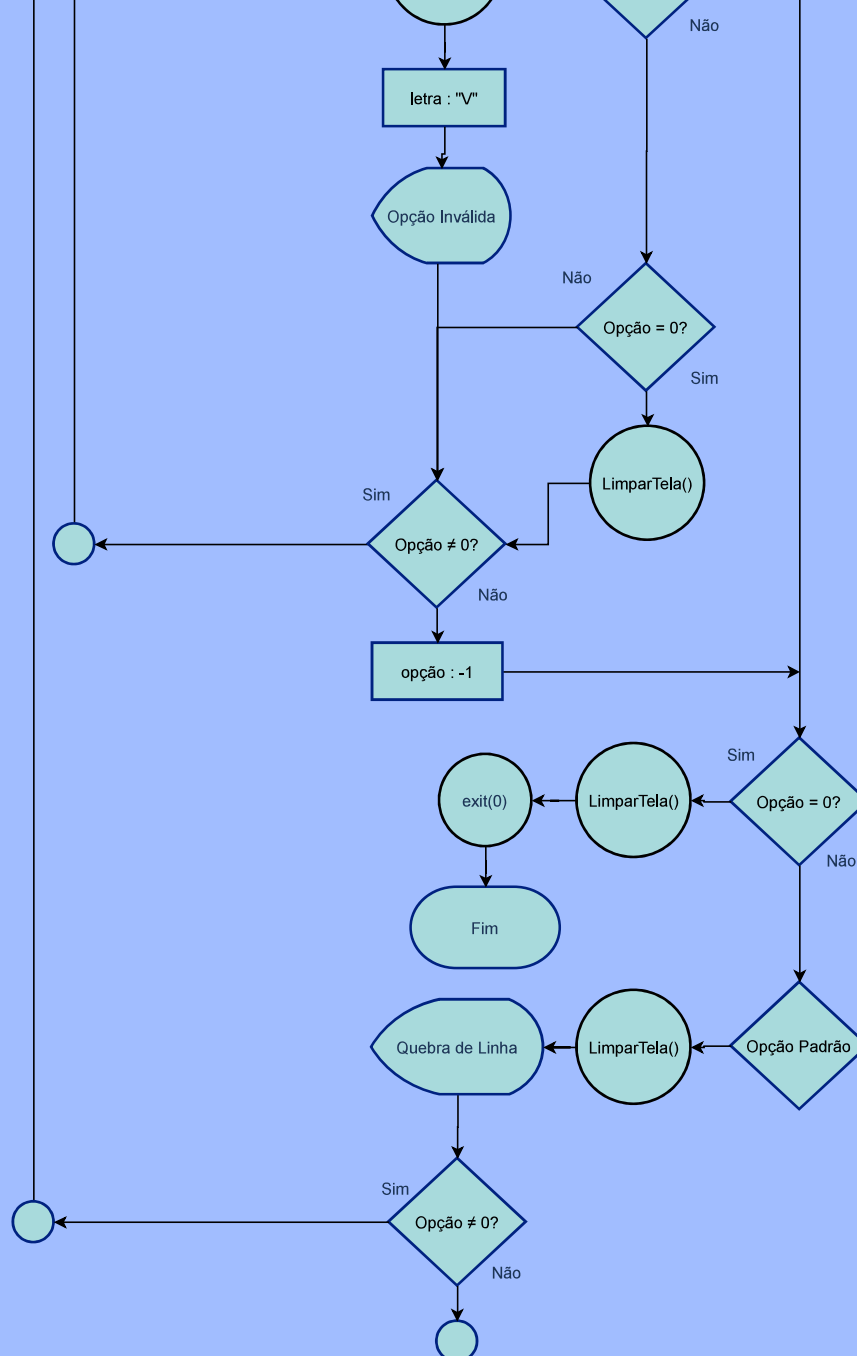 Não
letra : "V"
Opção Inválida
Não
Opção = 0?
Sim
LimparTela()
Sim
Opção ≠ 0?
Não
opção : -1
Sim
exit(0)
LimparTela()
Opção = 0?
Não
Fim
Quebra de Linha
LimparTela()
Opção Padrão
Sim
Opção ≠ 0?
Não